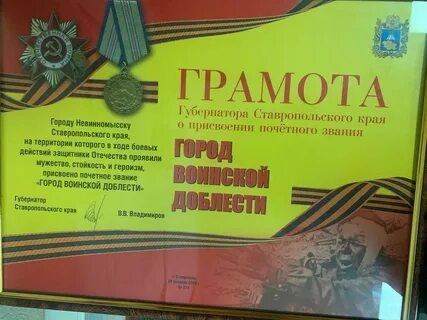 ГРАМОТА
Губернатора Ставропольского края
о присвоении почётного звания
ГОРОД
ВОИНСКОЙ
ДОБЛЕСТИ
Городу Невинномысску
Ставропольского края,
на территории которого в ходе боевых
действий защитники Отечества проявили
мужество, стойкость и героизм,
присвоено почетное звание
"ГОРОД ВОИНСКОЙ ДОБЛЕСТИ"
Губернатор
Ставропольского края
В.В. Владимиров